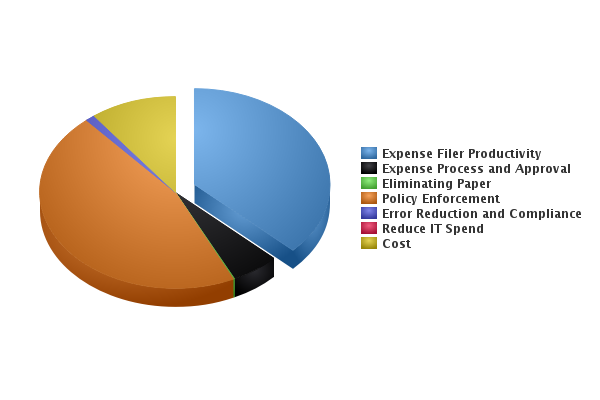 Expense Filer Productivity
Expense Process and Approval
Eliminating Paper
Policy Enforcement
Error Reduction and Compliance
Reduce IT Spend
Cost